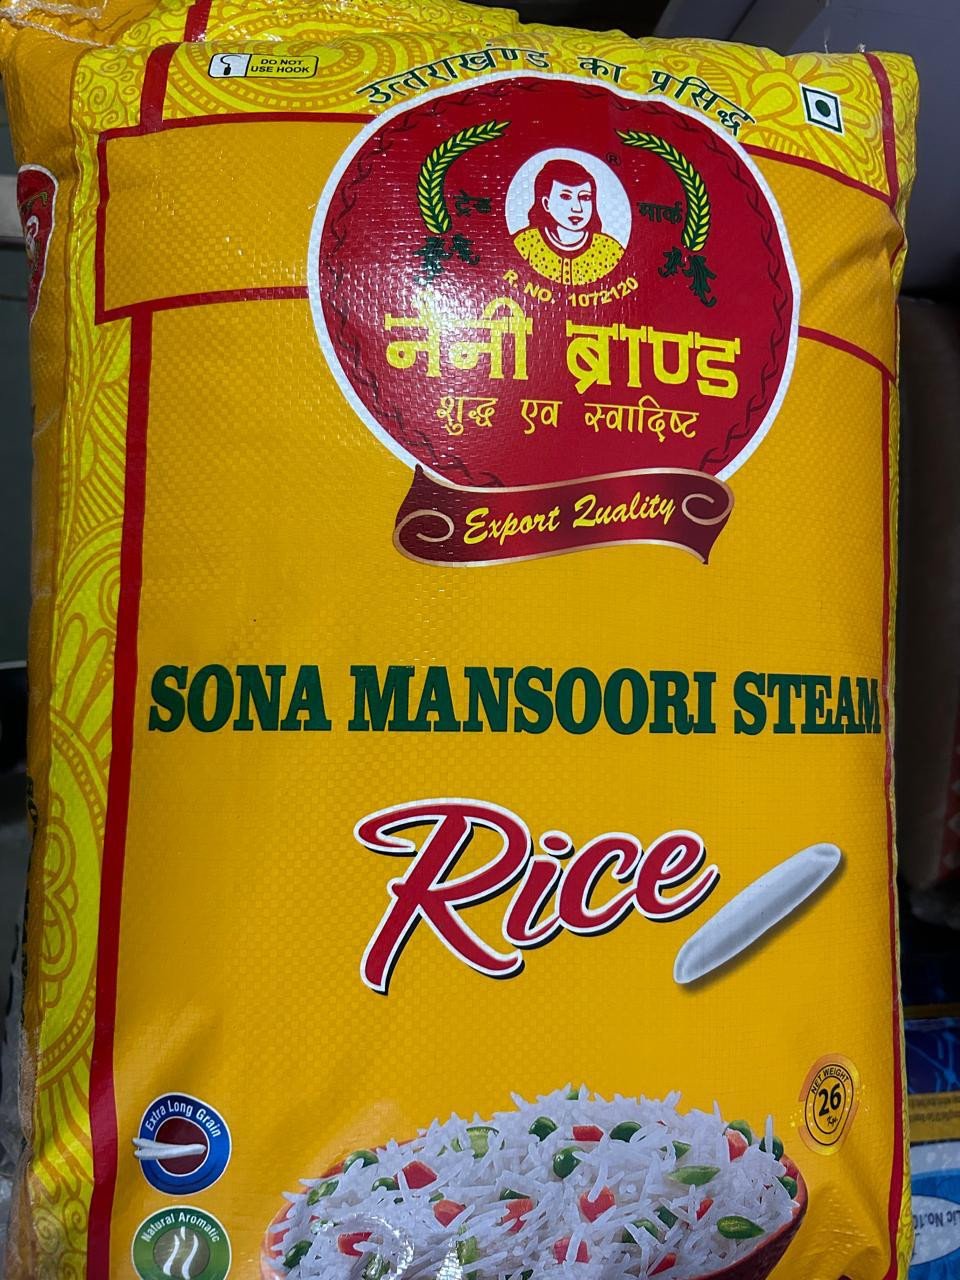 DO NOT
USE HOOK
उत्तराखंण्ड का प्रसिद्ध
®
ट्रेड मार्क
R. NO. 1072120
नैनी ब्राण्ड
शुद्ध एव स्वादिष्ट
Export Quality
SONA MANSOORI STEAM
Rice
NET WEIGHT
26
Kgs.
Extra Long Grain
Natural Aromatic